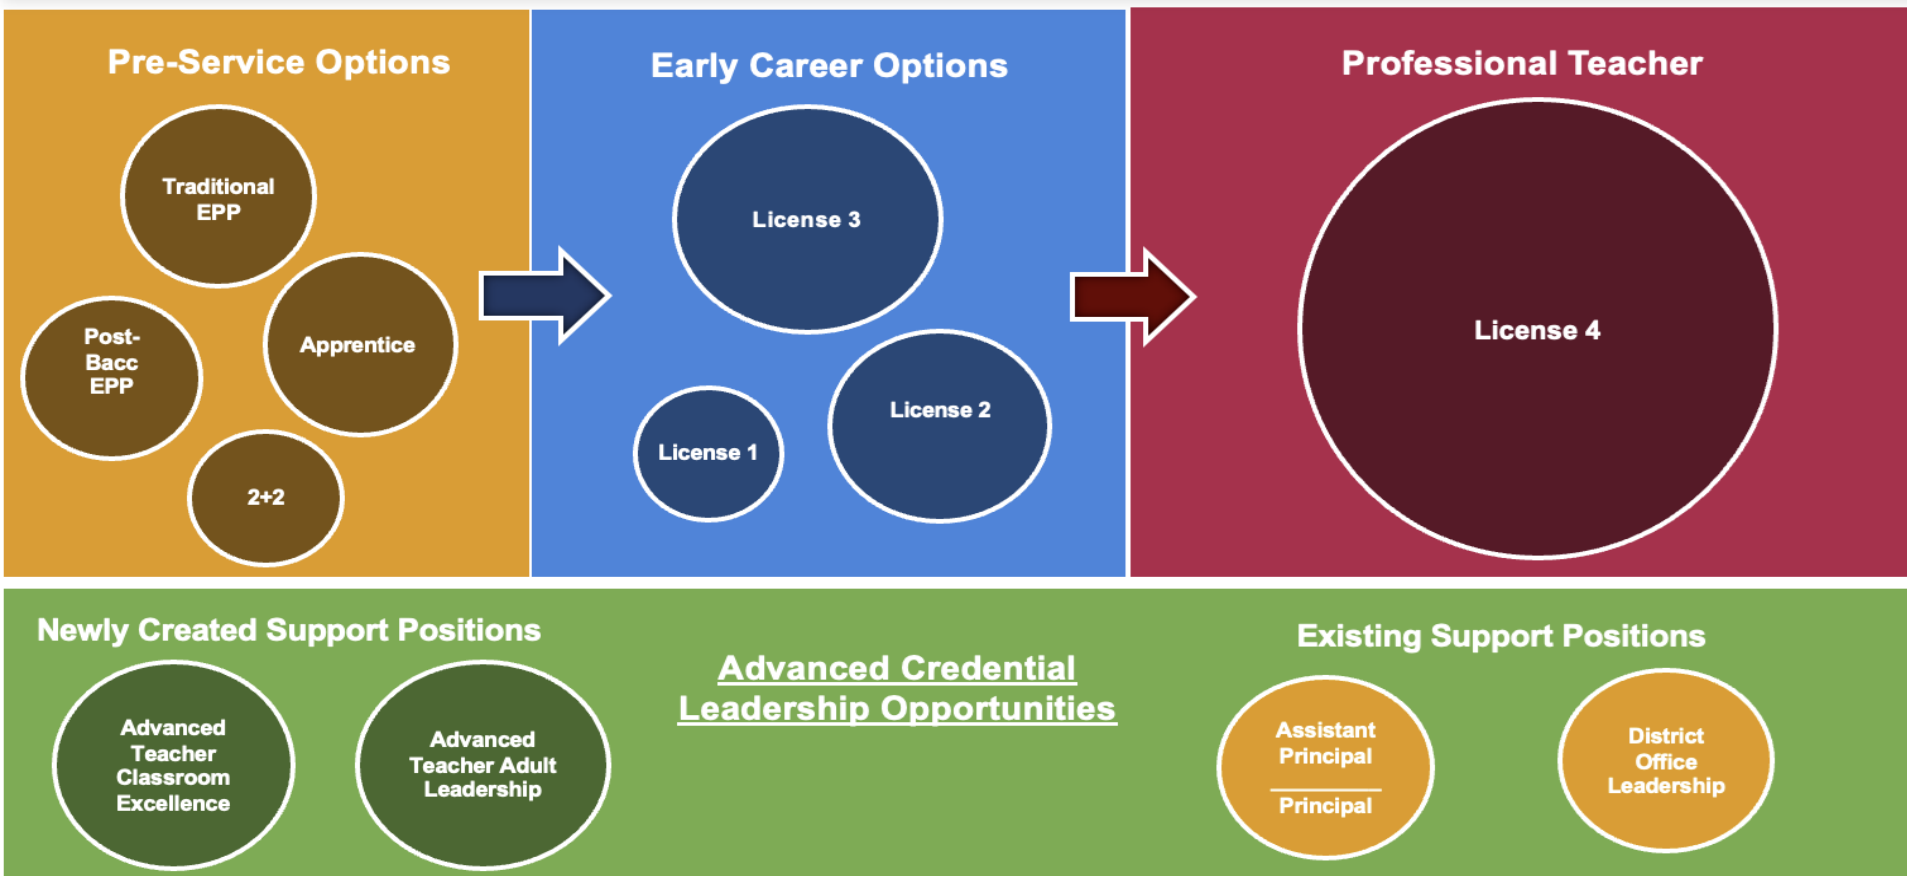 Pre-Service Options
Traditional
EPP
Post-
Bacc
EPP
Apprentice
2+2
Early Career Options
License 3
License 2
License 1
Professional Teacher
License 4
Newly Created Support Positions
Advanced
Teacher
Classroom
Excellence
Advanced
Teacher Adult
Leadership
Advanced Credential
Leadership Opportunities
Existing Support Positions
Assistant
Principal
Principal
District
Office
Leadership